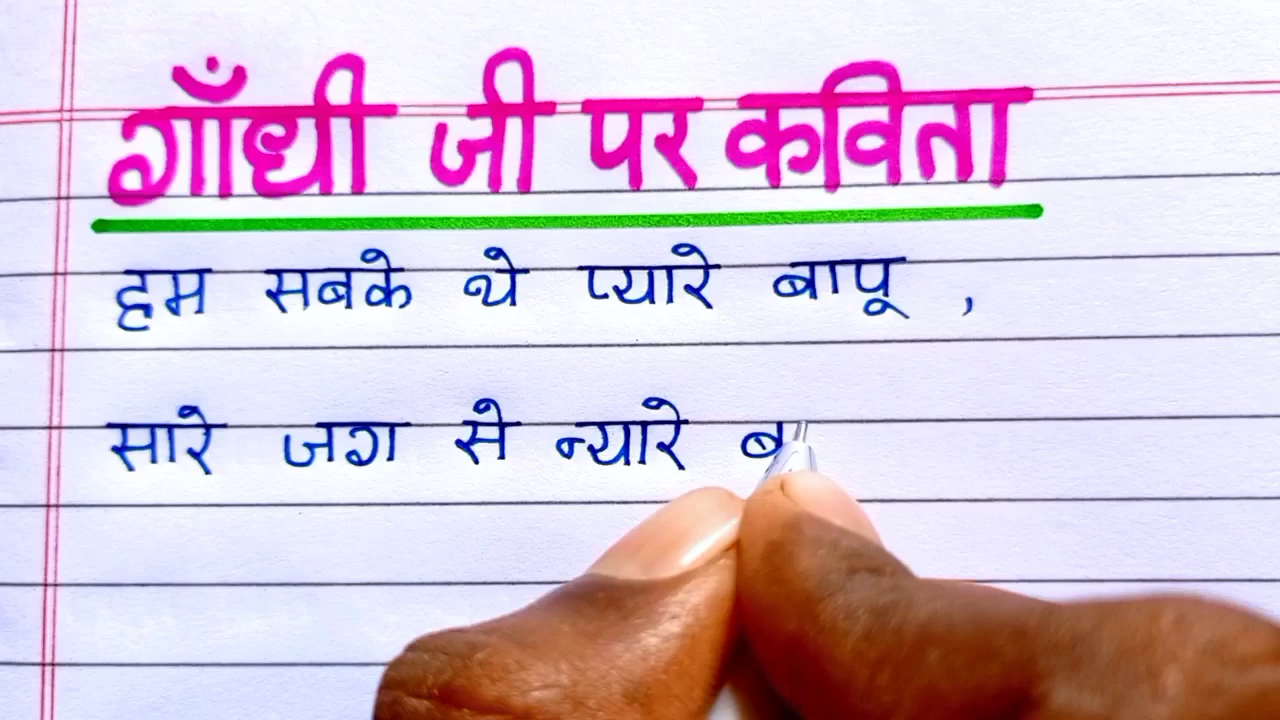 गाँधी जी पर कविता
हम सबके थे प्यारे बापू ,
सारे जग से न्यारे ब